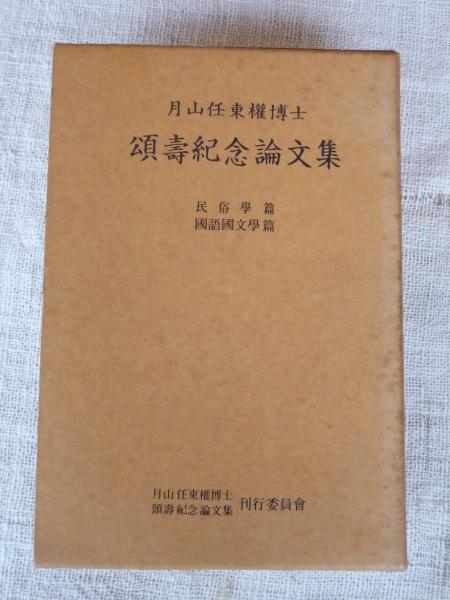 月山任東權博士
頌壽紀念論文集
民俗學篇
國語國文學篇
月山任東權博士
頌壽紀念論文集 刊行委員會